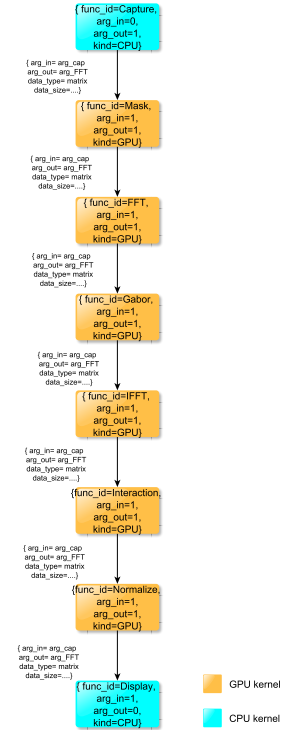 { func_id=Capture,
arg_in=0,
arg_out=1,
kind=CPU}
{ arg_in= arg_cap
arg_out= arg_FFT
data_type= matrix
data_size=....}
{ func_id=Mask,
arg_in=1,
arg_out=1,
kind=GPU}
{ arg_in= arg_cap
arg_out= arg_FFT
data_type= matrix
data_size=....}
{ func_id=FFT,
arg_in=1,
arg_out=1,
kind=GPU}
{ arg_in= arg_cap
arg_out= arg_FFT
data_type= matrix
data_size=....}
{ func_id=Gabor,
arg_in=1,
arg_out=1,
kind=GPU}
{ arg_in= arg_cap
arg_out= arg_FFT
data_type= matrix
data_size=....}
{ func_id=IFFT,
arg_in=1,
arg_out=1,
kind=GPU}
{ arg_in= arg_cap
arg_out= arg_FFT
data_type= matrix
data_size=....}
{func_id=Interaction,
arg_in=1,
arg_out=1,
kind=GPU}
{ arg_in= arg_cap
arg_out= arg_FFT
data_type= matrix
data_size=....}
{func_id=Normalize,
arg_in=1,
arg_out=1,
kind=GPU}
{ arg_in= arg_cap
arg_out= arg_FFT
data_type= matrix
data_size=....}
{ func_id=Display,
arg_in=1,
arg_out=0,
kind=CPU}
GPU kernel
CPU kernel